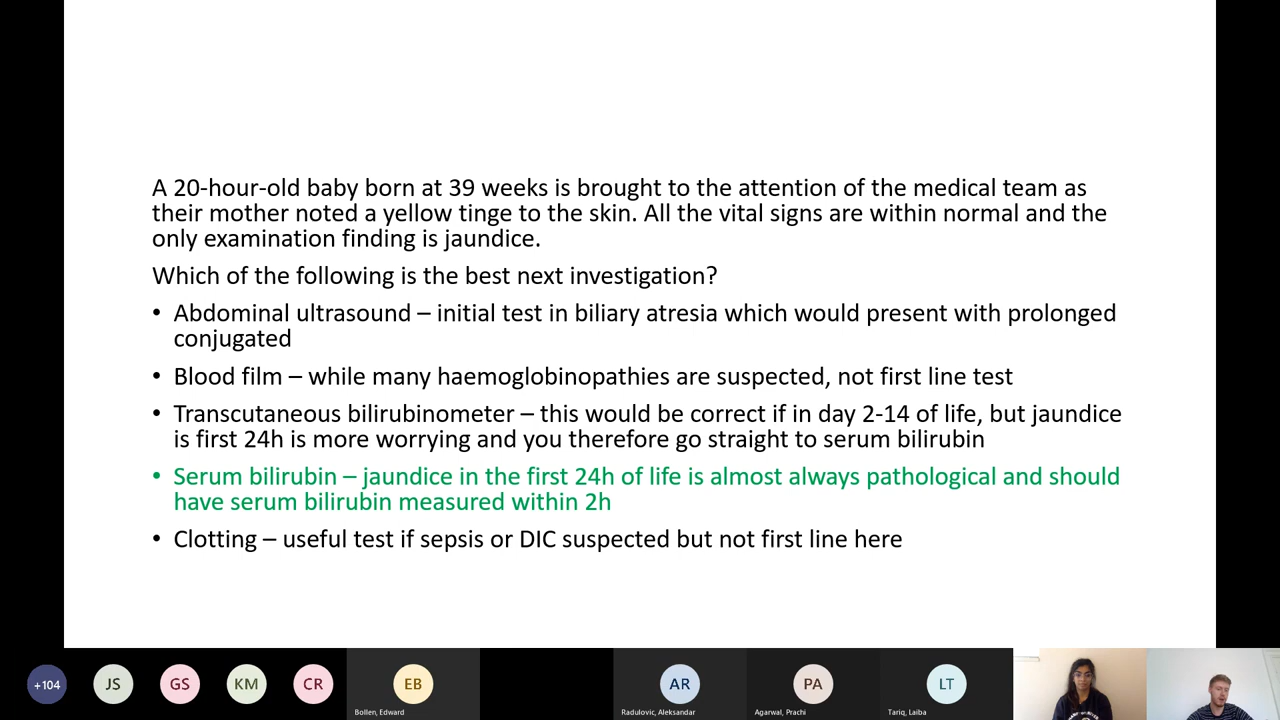 A 20-hour-old baby born at 39 weeks is brought to the attention of the medical team as
their mother noted a yellow tinge to the skin. All the vital signs are within normal and the
only examination finding is jaundice.
Which of the following is the best next investigation?
• Abdominal ultrasound – initial test in biliary atresia which would present with prolonged
conjugated
• Blood film – while many haemoglobinopathies are suspected, not first line test
• Transcutaneous bilirubinometer – this would be correct if in day 2-14 of life, but jaundice
is first 24h is more worrying and you therefore go straight to serum bilirubin
• Serum bilirubin – jaundice in the first 24h of life is almost always pathological and should
have serum bilirubin measured within 2h
• Clotting – useful test if sepsis or DIC suspected but not first line here
+104 JS GS KM CR EB AR PA LT
Bollen, Edward Radulovic, Aleksandar Agarwal, Prachi Tariq, Laiba